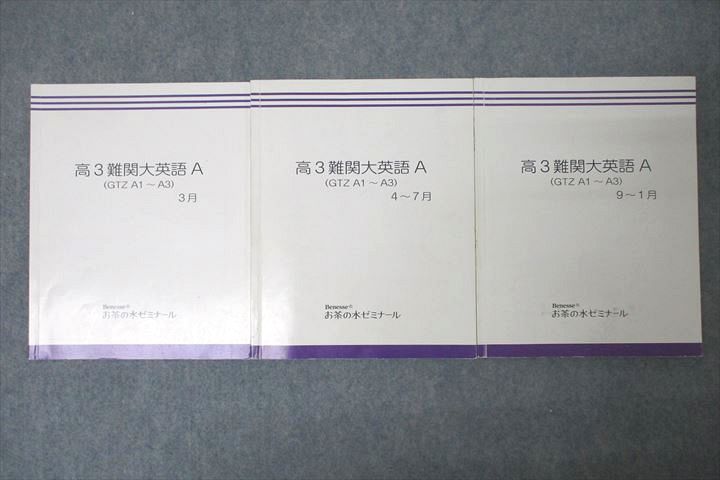 高３難関大英語 A
(GTZ A1 ～ A3)
3月
Benesse®
お茶の水ゼミナール
高３難関大英語 A
(GTZ A1 ～ A3)
4～7月
Benesse®
お茶の水ゼミナール
高３難関大英語 A
(GTZ A1 ～ A3)
9～1月
Benesse®
お茶の水ゼミナール